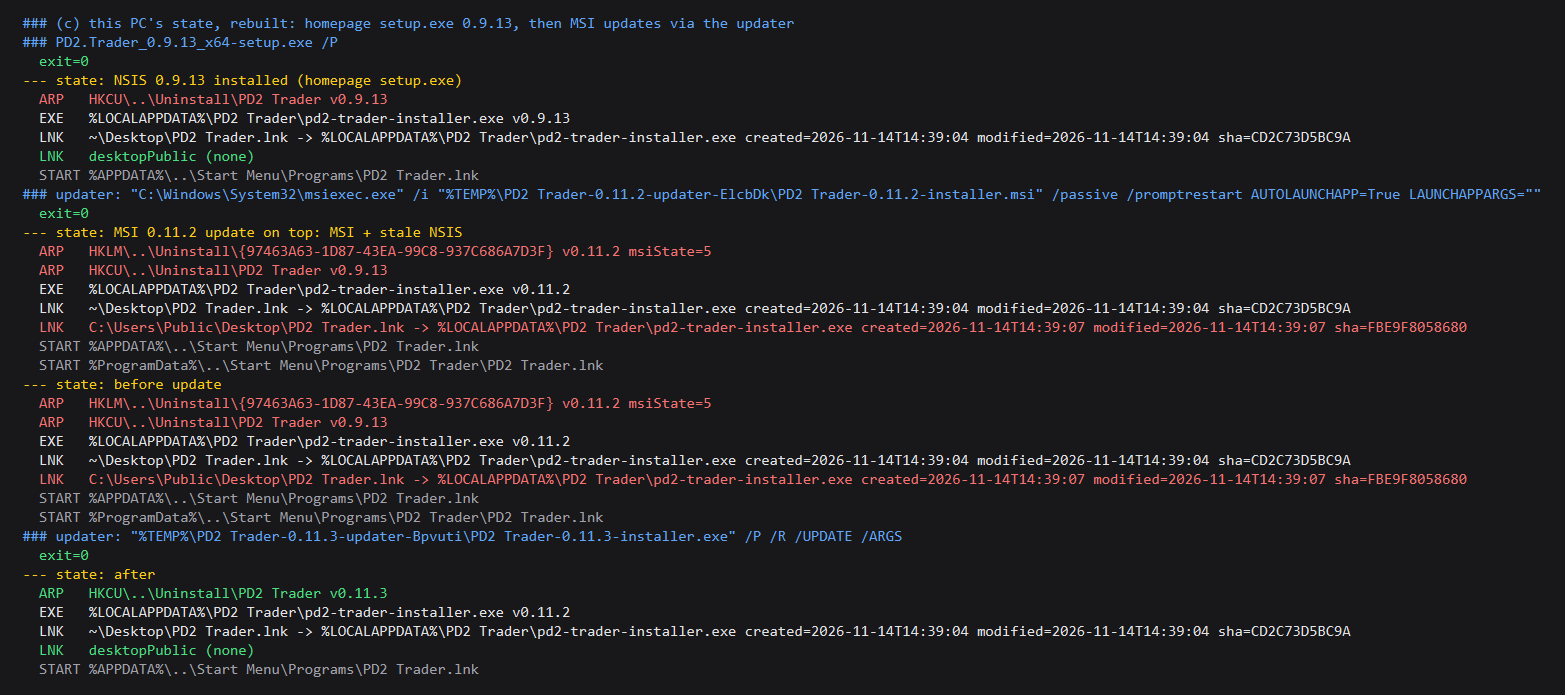 ### (c) this PC's state, rebuilt: homepage setup.exe 0.9.13, then MSI updates via the updater
### PD2.Trader_0.9.13_x64-setup.exe /P
exit=0
--- state: NSIS 0.9.13 installed (homepage setup.exe)
ARP HKCU\..\Uninstall\PD2 Trader v0.9.13
EXE %LOCALAPPDATA%\PD2 Trader\pd2-trader-installer.exe v0.9.13
LNK ~\Desktop\PD2 Trader.lnk -> %LOCALAPPDATA%\PD2 Trader\pd2-trader-installer.exe created=2026-11-14T14:39:04 modified=2026-11-14T14:39:04 sha=CD2C73D5BC9A
LNK desktopPublic (none)
START %APPDATA%\..\Start Menu\Programs\PD2 Trader.lnk
### updater: "C:\Windows\System32\msiexec.exe" /i "%TEMP%\PD2 Trader-0.11.2-updater-ElcbDk\PD2 Trader-0.11.2-installer.msi" /passive /promptrestart AUTOLAUNCHAPP=True LAUNCHAPPARGS=""
exit=0
--- state: MSI 0.11.2 update on top: MSI + stale NSIS
ARP HKLM\..\Uninstall\{97463A63-1D87-43EA-99C8-937C686A7D3F} v0.11.2 msiState=5
ARP HKCU\..\Uninstall\PD2 Trader v0.9.13
EXE %LOCALAPPDATA%\PD2 Trader\pd2-trader-installer.exe v0.11.2
LNK ~\Desktop\PD2 Trader.lnk -> %LOCALAPPDATA%\PD2 Trader\pd2-trader-installer.exe created=2026-11-14T14:39:04 modified=2026-11-14T14:39:04 sha=CD2C73D5BC9A
LNK C:\Users\Public\Desktop\PD2 Trader.lnk -> %LOCALAPPDATA%\PD2 Trader\pd2-trader-installer.exe created=2026-11-14T14:39:07 modified=2026-11-14T14:39:07 sha=FBE9F8058680
START %APPDATA%\..\Start Menu\Programs\PD2 Trader.lnk
START %ProgramData%\..\Start Menu\Programs\PD2 Trader\PD2 Trader.lnk
--- state: before update
ARP HKLM\..\Uninstall\{97463A63-1D87-43EA-99C8-937C686A7D3F} v0.11.2 msiState=5
ARP HKCU\..\Uninstall\PD2 Trader v0.9.13
EXE %LOCALAPPDATA%\PD2 Trader\pd2-trader-installer.exe v0.11.2
LNK ~\Desktop\PD2 Trader.lnk -> %LOCALAPPDATA%\PD2 Trader\pd2-trader-installer.exe created=2026-11-14T14:39:04 modified=2026-11-14T14:39:04 sha=CD2C73D5BC9A
LNK C:\Users\Public\Desktop\PD2 Trader.lnk -> %LOCALAPPDATA%\PD2 Trader\pd2-trader-installer.exe created=2026-11-14T14:39:07 modified=2026-11-14T14:39:07 sha=FBE9F8058680
START %APPDATA%\..\Start Menu\Programs\PD2 Trader.lnk
START %ProgramData%\..\Start Menu\Programs\PD2 Trader\PD2 Trader.lnk
### updater: "%TEMP%\PD2 Trader-0.11.3-updater-Bpvuti\PD2 Trader-0.11.3-installer.exe" /P /R /UPDATE /ARGS
exit=0
--- state: after
ARP HKCU\..\Uninstall\PD2 Trader v0.11.3
EXE %LOCALAPPDATA%\PD2 Trader\pd2-trader-installer.exe v0.11.2
LNK ~\Desktop\PD2 Trader.lnk -> %LOCALAPPDATA%\PD2 Trader\pd2-trader-installer.exe created=2026-11-14T14:39:04 modified=2026-11-14T14:39:04 sha=CD2C73D5BC9A
LNK desktopPublic (none)
START %APPDATA%\..\Start Menu\Programs\PD2 Trader.lnk